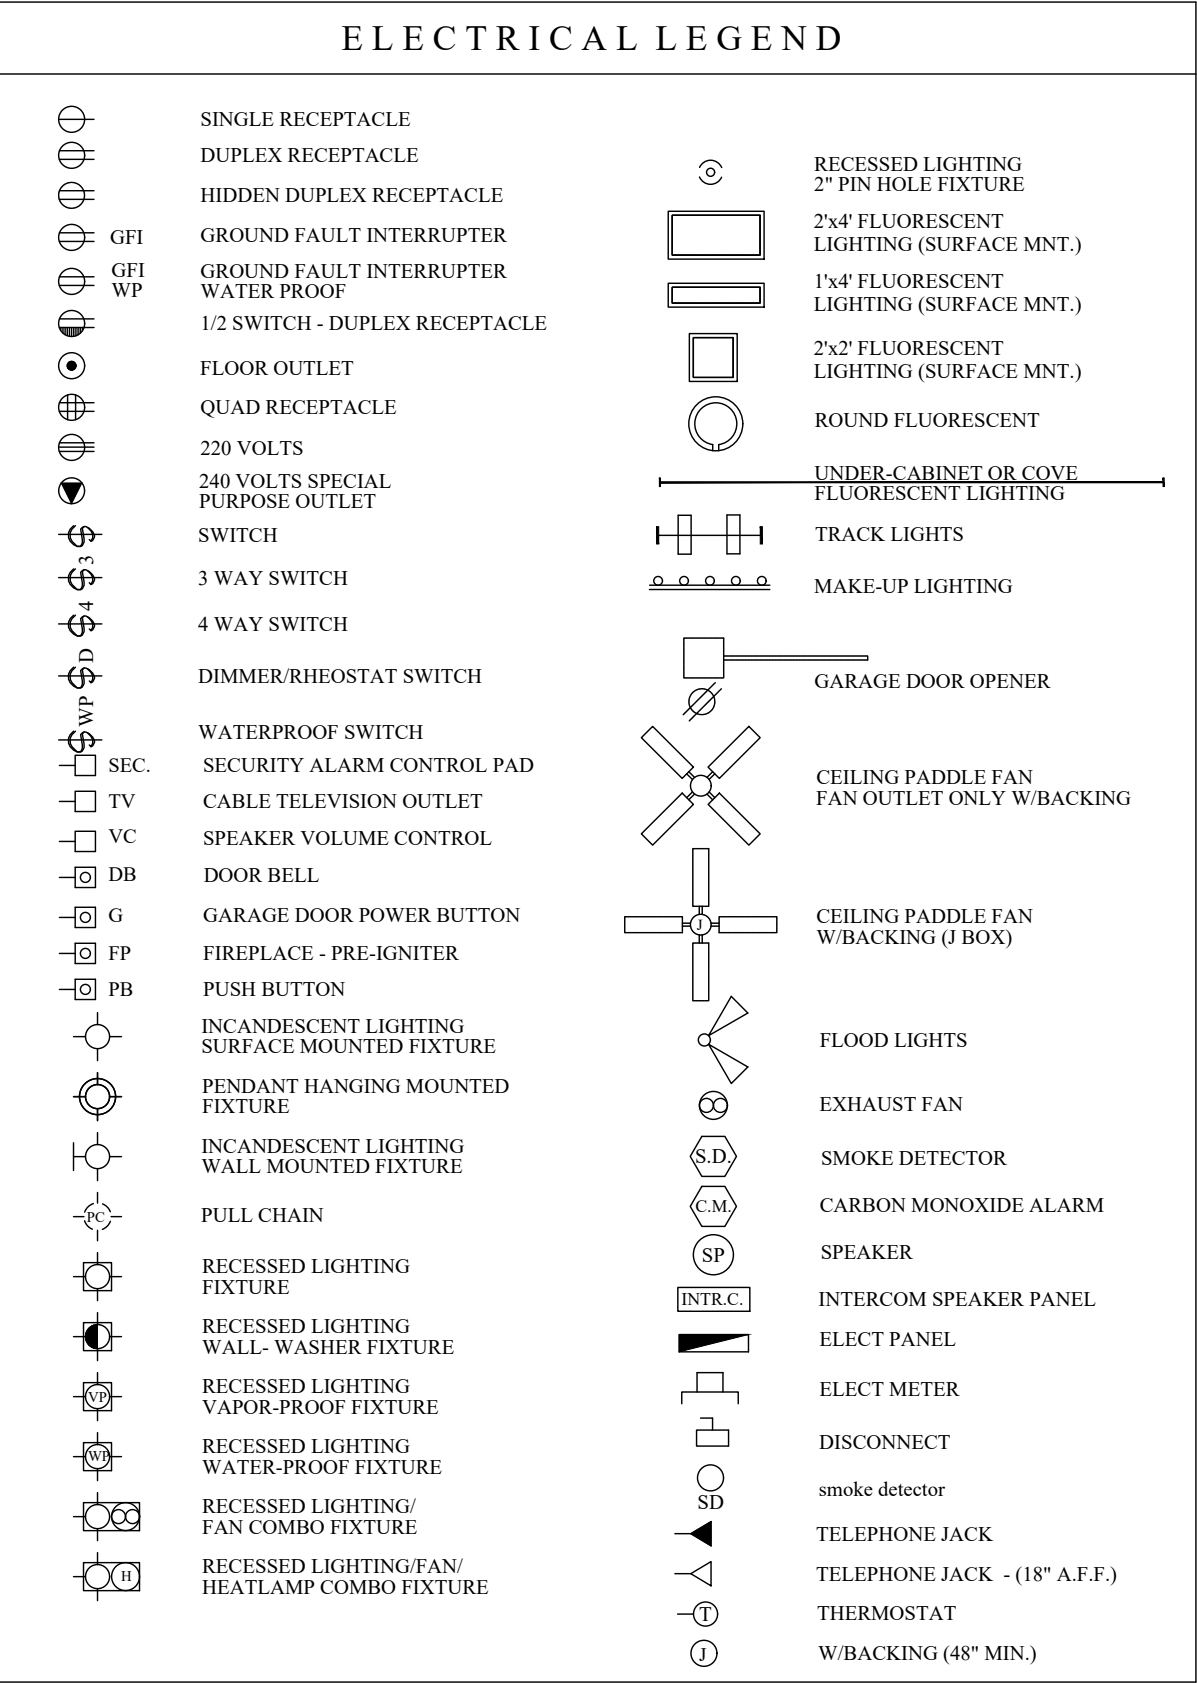 ELECTRICAL LEGEND
SINGLE RECEPTACLE
DUPLEX RECEPTACLE
HIDDEN DUPLEX RECEPTACLE
GFI GROUND FAULT INTERRUPTER
GFI WP GROUND FAULT INTERRUPTER
WATER PROOF
1/2 SWITCH - DUPLEX RECEPTACLE
FLOOR OUTLET
QUAD RECEPTACLE
220 VOLTS
240 VOLTS SPECIAL
PURPOSE OUTLET
SWITCH
3 3 WAY SWITCH
4 4 WAY SWITCH
D DIMMER/RHEOSTAT SWITCH
WP WATERPROOF SWITCH
SEC. SECURITY ALARM CONTROL PAD
TV CABLE TELEVISION OUTLET
VC SPEAKER VOLUME CONTROL
DB DOOR BELL
G GARAGE DOOR POWER BUTTON
FP FIREPLACE - PRE-IGNITER
PB PUSH BUTTON
INCANDESCENT LIGHTING
SURFACE MOUNTED FIXTURE
PENDANT HANGING MOUNTED
FIXTURE
INCANDESCENT LIGHTING
WALL MOUNTED FIXTURE
PC PULL CHAIN
RECESSED LIGHTING
FIXTURE
RECESSED LIGHTING
WALL- WASHER FIXTURE
VP RECESSED LIGHTING
VAPOR-PROOF FIXTURE
WP RECESSED LIGHTING
WATER-PROOF FIXTURE
RECESSED LIGHTING/
FAN COMBO FIXTURE
H RECESSED LIGHTING/FAN/
HEATLAMP COMBO FIXTURE
RECESSED LIGHTING
2" PIN HOLE FIXTURE
2'x4' FLUORESCENT
LIGHTING (SURFACE MNT.)
1'x4' FLUORESCENT
LIGHTING (SURFACE MNT.)
2'x2' FLUORESCENT
LIGHTING (SURFACE MNT.)
ROUND FLUORESCENT
UNDER-CABINET OR COVE
FLUORESCENT LIGHTING
TRACK LIGHTS
MAKE-UP LIGHTING
GARAGE DOOR OPENER
CEILING PADDLE FAN
FAN OUTLET ONLY W/BACKING
J CEILING PADDLE FAN
W/BACKING (J BOX)
FLOOD LIGHTS
EXHAUST FAN
S.D. SMOKE DETECTOR
C.M. CARBON MONOXIDE ALARM
SP SPEAKER
INTR.C. INTERCOM SPEAKER PANEL
ELECT PANEL
ELECT METER
DISCONNECT
SD smoke detector
TELEPHONE JACK
TELEPHONE JACK - (18" A.F.F.)
T THERMOSTAT
J W/BACKING (48" MIN.)